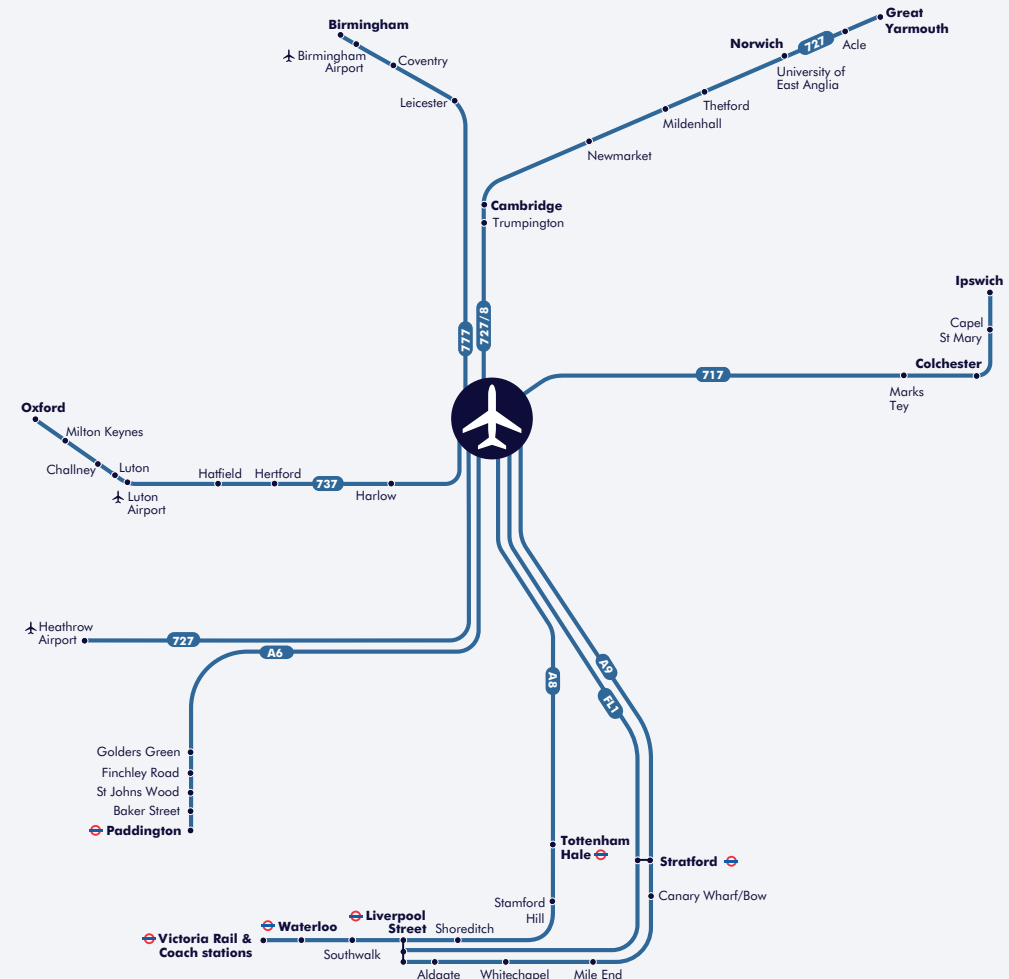 Birmingham
Birmingham
Airport
Coventry
Leicester
Great
Yarmouth
Norwich
727
Acle
University of
East Anglia
Thetford
Mildenhall
Newmarket
Cambridge
Trumpington
777
727/8
Ipswich
Capel
St Mary
Colchester
717
Marks
Tey
Oxford
Milton Keynes
Challney
Luton
Luton
Airport
Hatfield
Hertford
737
Harlow
Heathrow
Airport
727
A6
Golders Green
Finchley Road
St Johns Wood
Baker Street
Paddington
A8
A9
FL1
Tottenham
Hale
Stratford
Canary Wharf/Bow
Stamford
Hill
Liverpool
Street
Shoreditch
Waterloo
Southwalk
Victoria Rail &
Coach stations
Aldgate
Whitechapel
Mile End